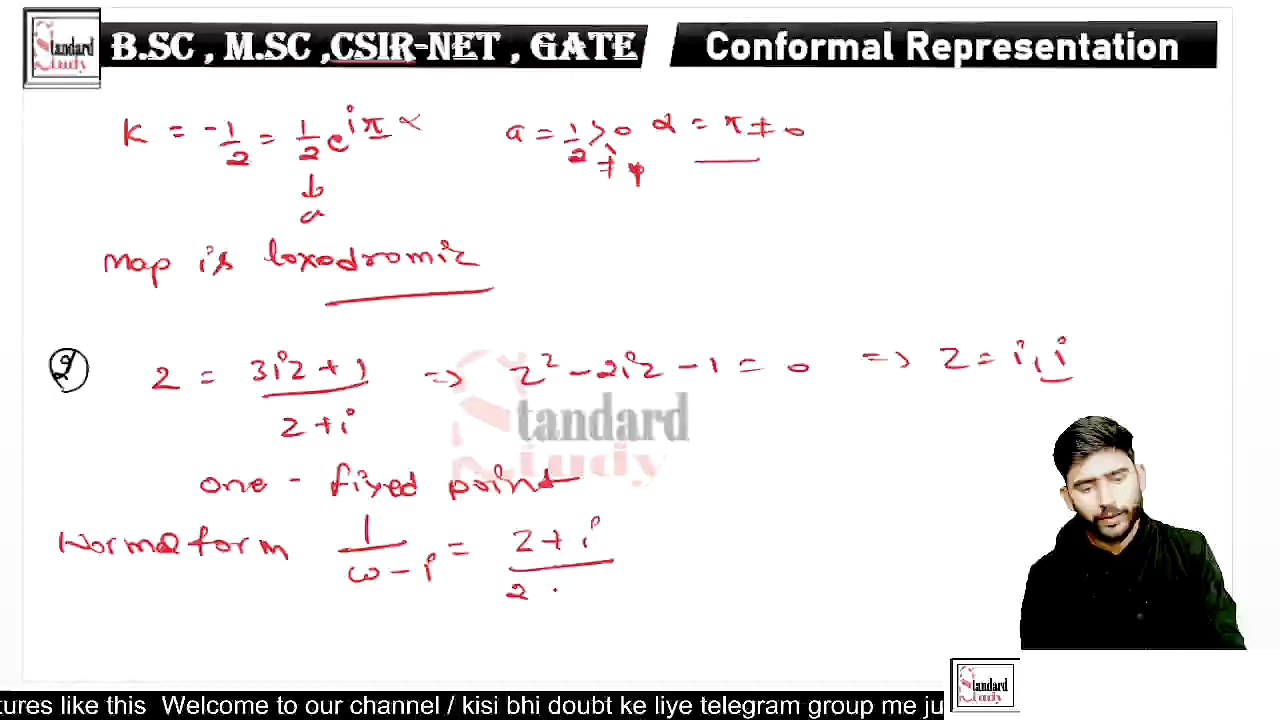 Standard Study B.SC , M.SC ,CSIR-NET , GATE Conformal Representation
K = -1/2 = 1/2 e^{iπ} α a = 1/2 > 0 α = π ≠ 0
≠ 1
↓
a
Map is loxodromic
2 z = (3iz + 1)/(z + i) => z² - 2iz - 1 = 0 => z = i, i
Standard Study
one - fixed point
Normal form 1/(ω - i) = (z + i)/(2 .
Standard Study
tures like this Welcome to our channel / kisi bhi doubt ke liye telegram group me ju